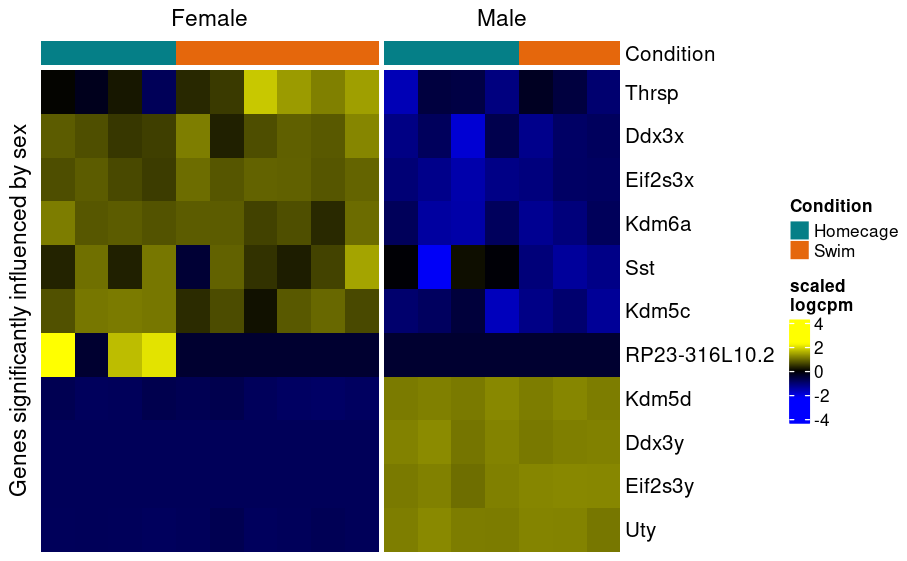 Female
Male
Condition
Thrsp
Ddx3x
Eif2s3x
Kdm6a
Sst
Kdm5c
RP23-316L10.2
Kdm5d
Ddx3y
Eif2s3y
Uty
Genes significantly influenced by sex
Condition
Homecage
Swim
scaled
logcpm
4
2
0
-2
-4